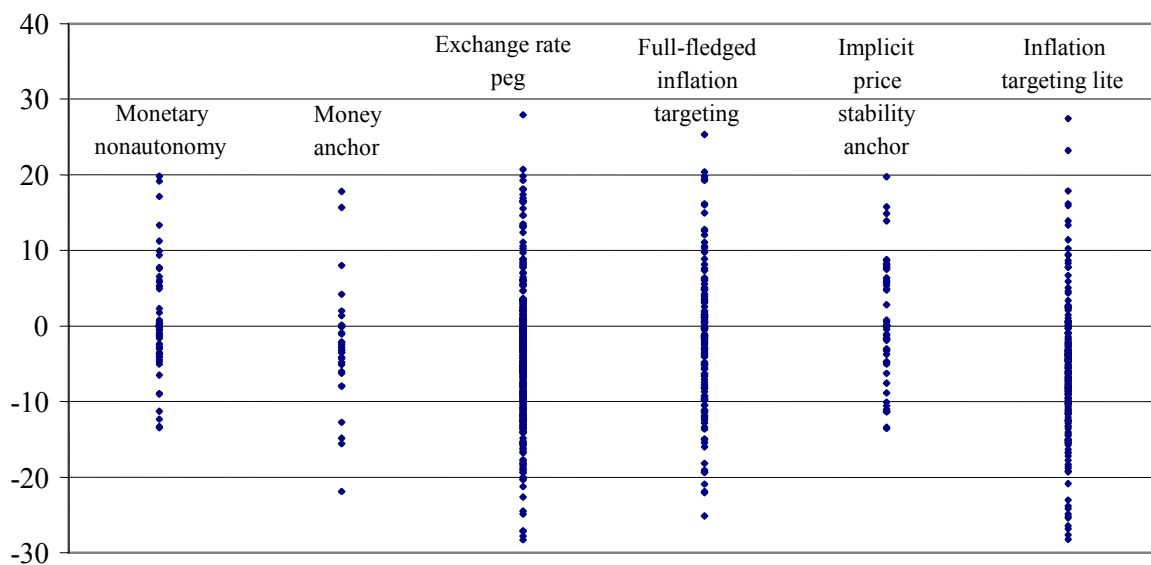 40
30
20
10
0
-10
-20
-30
Monetary
nonautonomy
Money
anchor
Exchange rate
peg
Full-fledged
inflation
targeting
Implicit
price
stability
anchor
Inflation
targeting lite